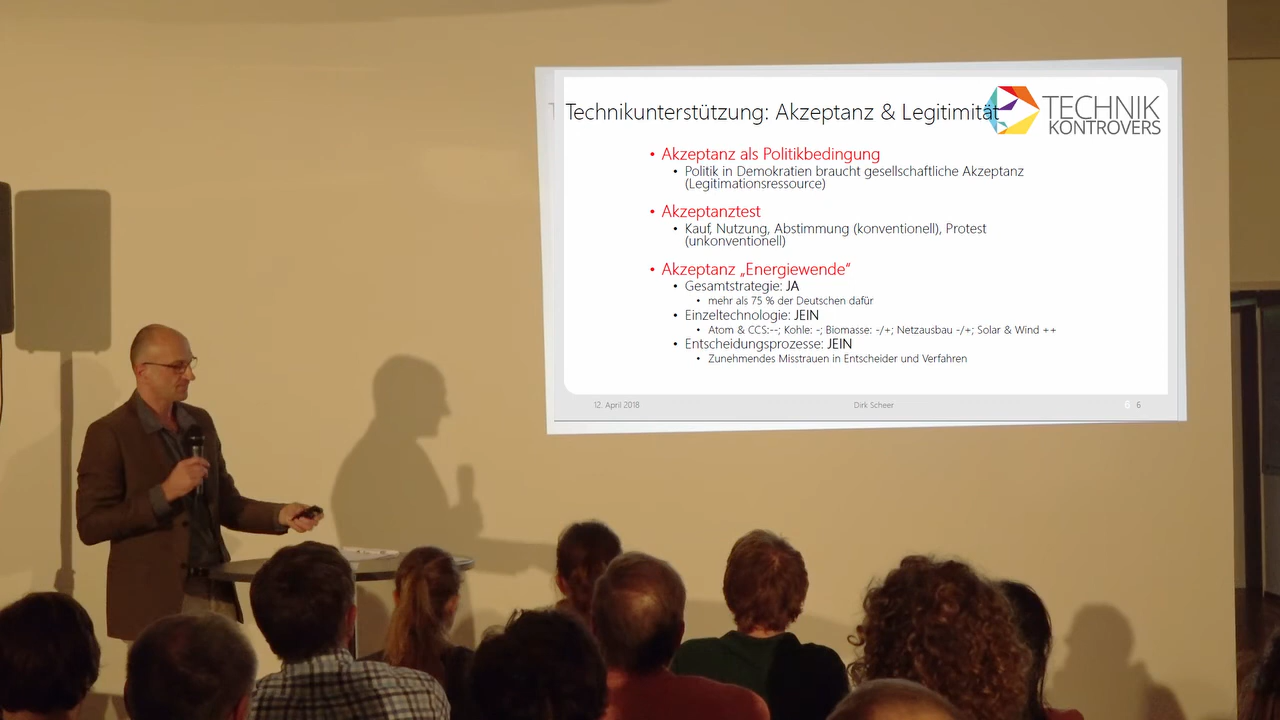 Technikunterstützung: Akzeptanz & Legitimität
TECHNIK
KONTROVERS
• Akzeptanz als Politikbedingung
• Politik in Demokratien braucht gesellschaftliche Akzeptanz
(Legitimationsressource)
• Akzeptanztest
• Kauf, Nutzung, Abstimmung (konventionell), Protest
(unkonventionell)
• Akzeptanz „Energiewende“
• Gesamtstrategie: JA
• mehr als 75 % der Deutschen dafür
• Einzeltechnologie: JEIN
• Atom & CCS:--; Kohle: -; Biomasse: -/+; Netzausbau -/+; Solar & Wind ++
• Entscheidungsprozesse: JEIN
• Zunehmendes Misstrauen in Entscheider und Verfahren
12. April 2018 Dirk Scheer 6 6